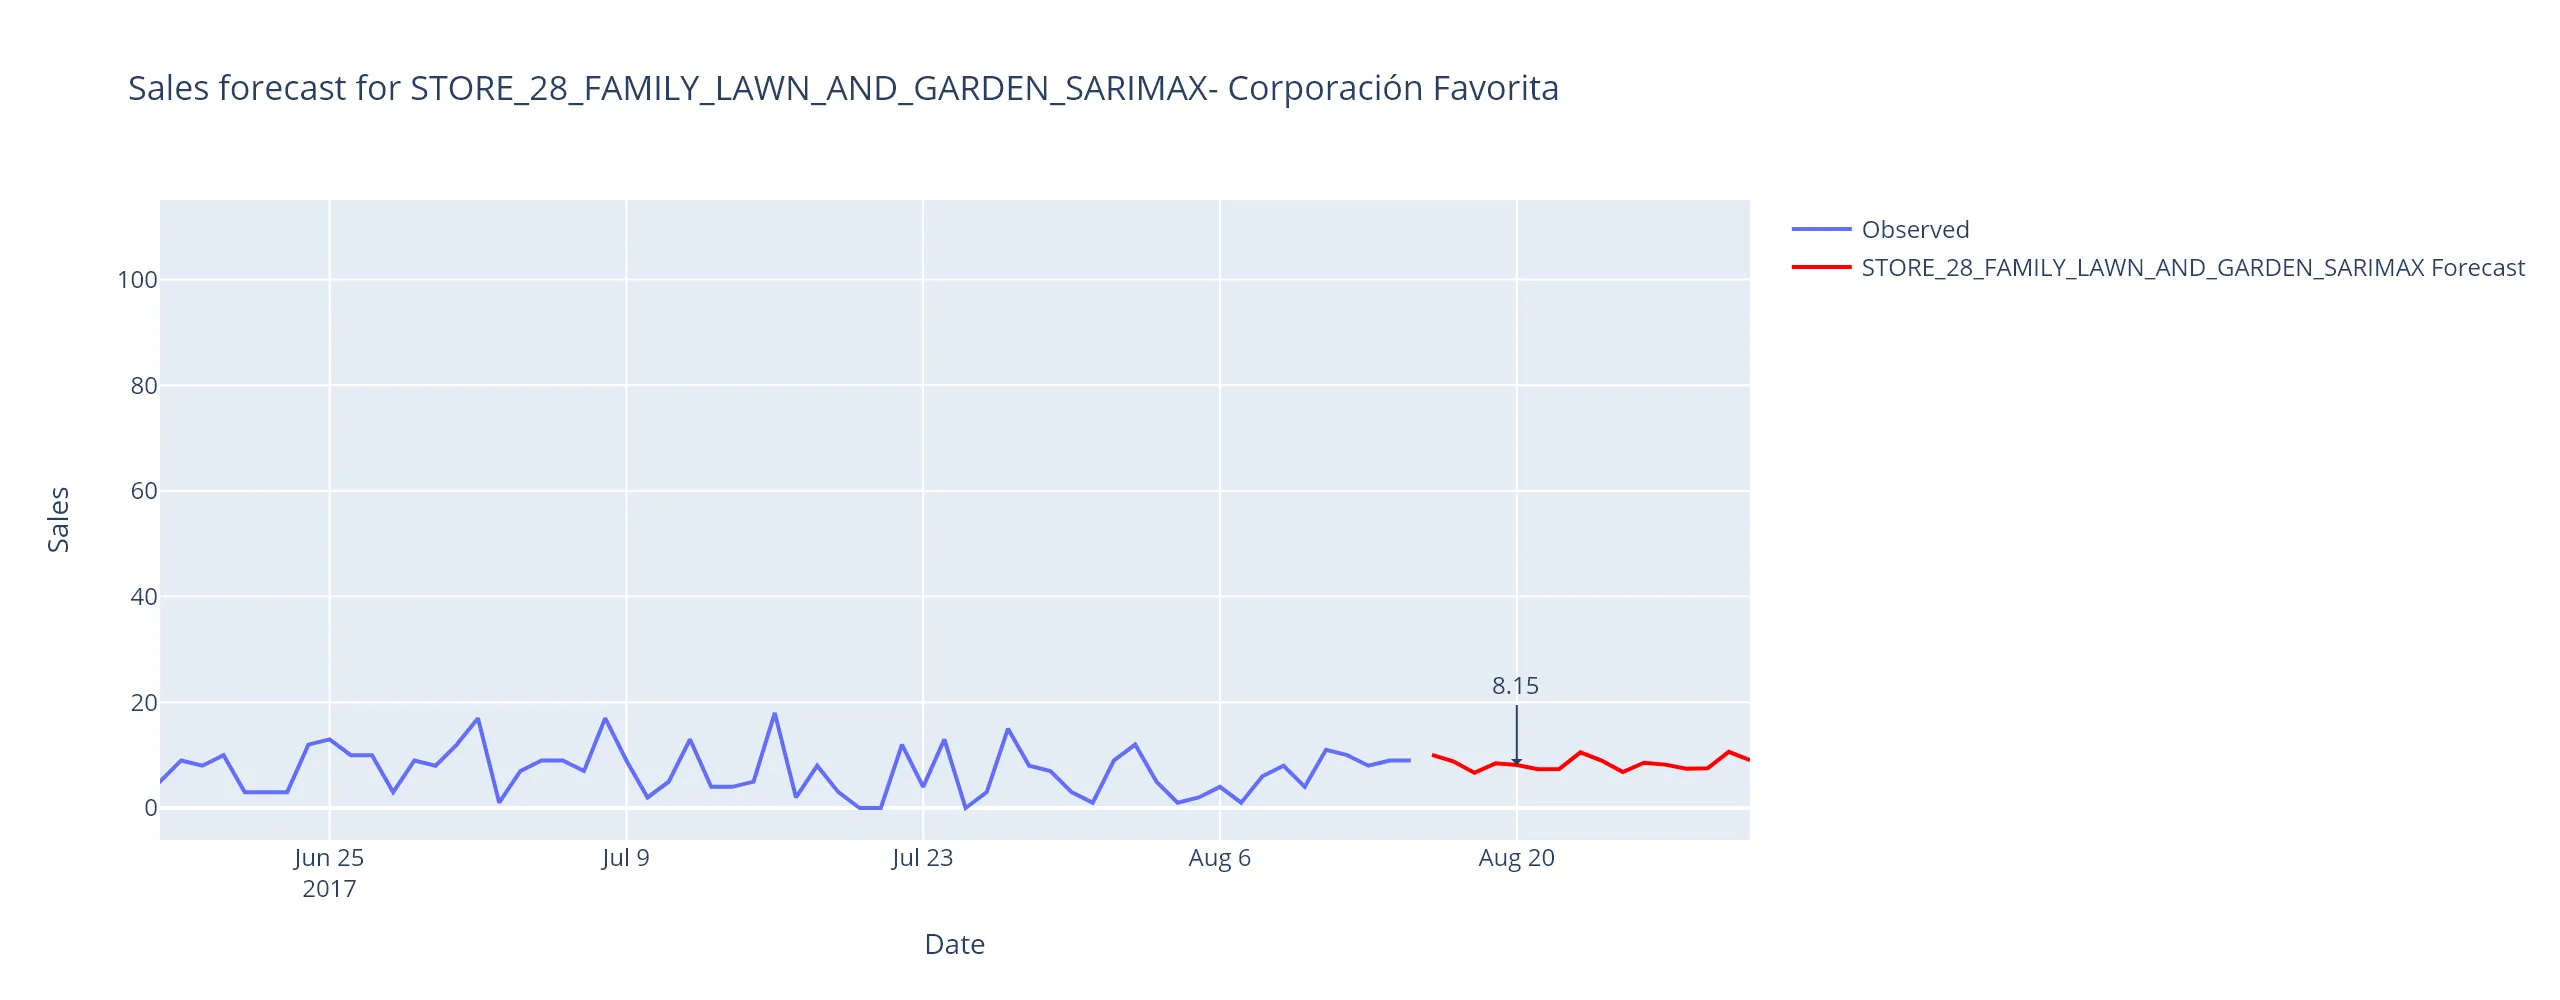 Sales forecast for STORE_28_FAMILY_LAWN_AND_GARDEN_SARIMAX- Corporación Favorita
Observed
STORE_28_FAMILY_LAWN_AND_GARDEN_SARIMAX Forecast
100
80
60
40
20
0
Sales
8.15
Jun 25
2017
Jul 9
Jul 23
Aug 6
Aug 20
Date